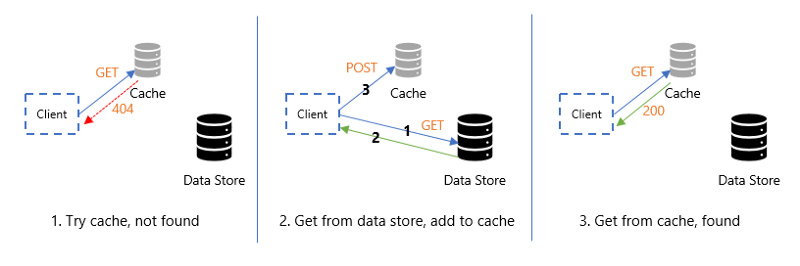 GET
Cache
Client
404
Data Store
1. Try cache, not found
POST
3
Cache
Client
1
GET
2
Data Store
2. Get from data store, add to cache
GET
Cache
Client
200
Data Store
3. Get from cache, found